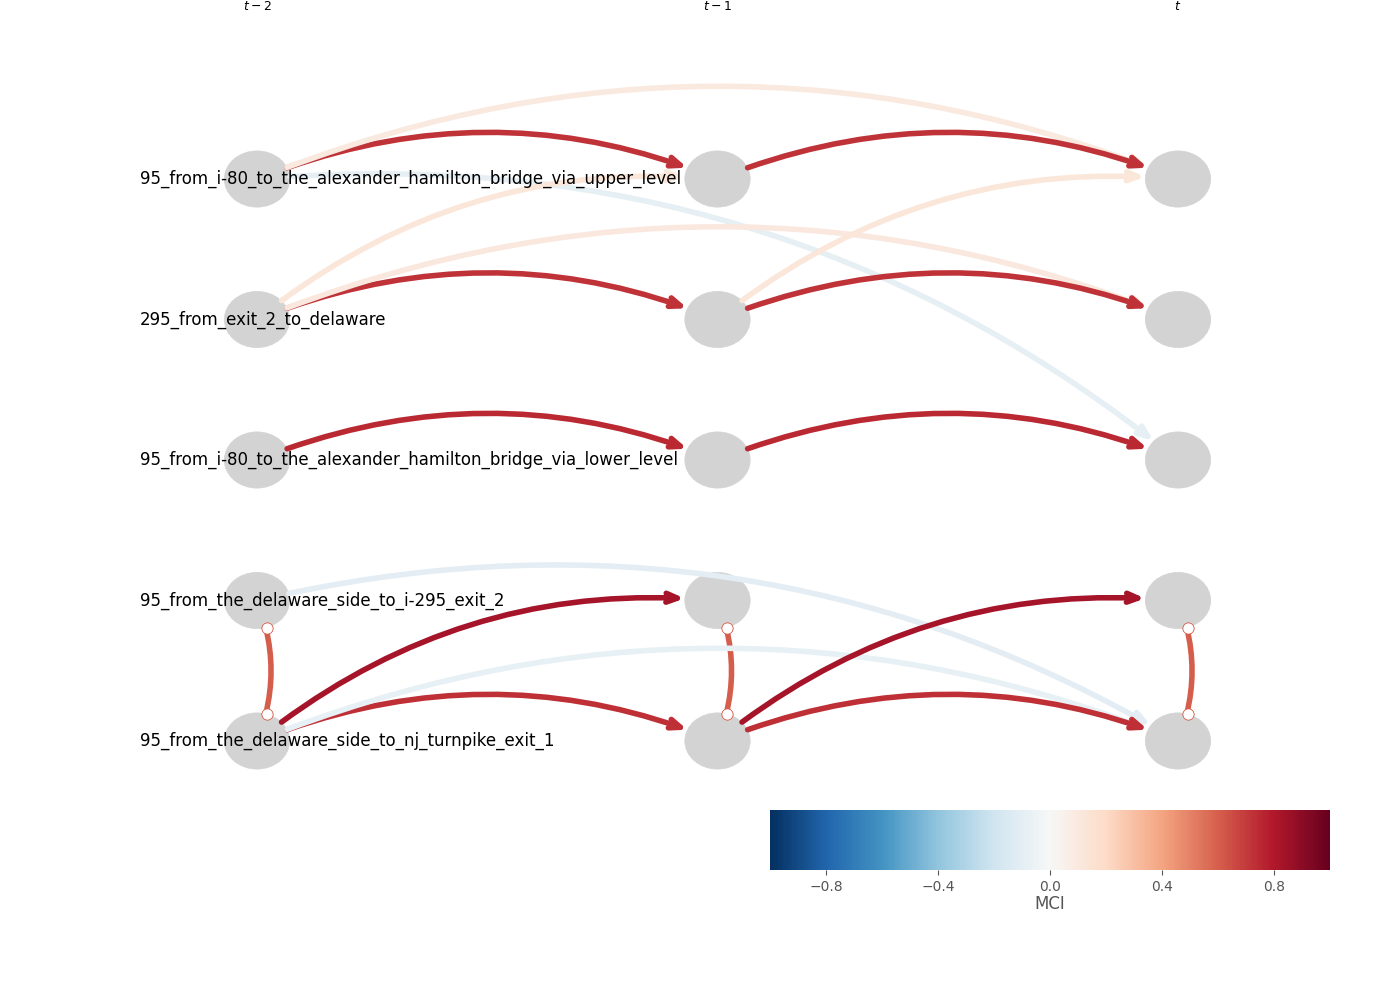 t − 2 t − 1 t
95_from_i-80_to_the_alexander_hamilton_bridge_via_upper_level
295_from_exit_2_to_delaware
95_from_i-80_to_the_alexander_hamilton_bridge_via_lower_level
95_from_the_delaware_side_to_i-295_exit_2
95_from_the_delaware_side_to_nj_turnpike_exit_1
−0.8 −0.4 0.0 0.4 0.8
MCI